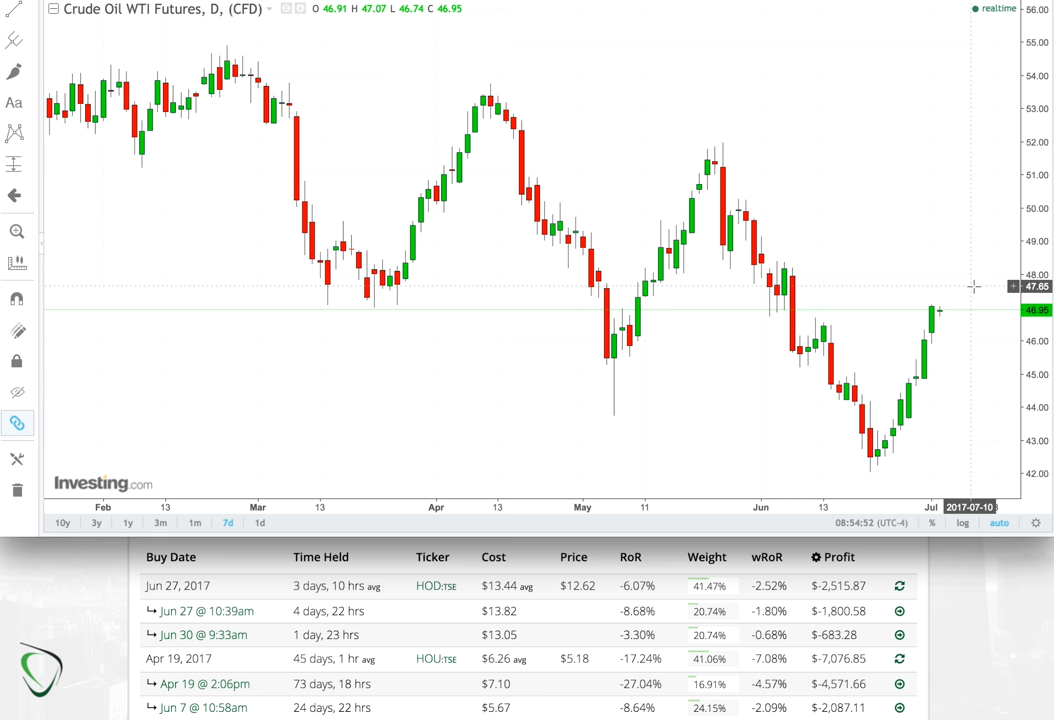 Crude Oil WTI Futures, D, (CFD) O 46.91 H 47.07 L 46.74 C 46.95
realtime
56.00
55.00
54.00
53.00
52.00
51.00
50.00
49.00
48.00
47.65
46.95
46.00
45.00
44.00
43.00
42.00
Aa
Investing.com
Feb 13 Mar 13 Apr 13 May 11 Jun 13 Jul 2017-07-10
10y 3y 1y 3m 1m 7d 1d 08:54:52 (UTC-4) % log auto
Buy Date Time Held Ticker Cost Price RoR Weight wRoR Profit
Jun 27, 2017 3 days, 10 hrs avg HOD:TSE $13.44 avg $12.62 -6.07% 41.47% -2.52% $-2,515.87
Jun 27 @ 10:39am 4 days, 22 hrs $13.82 -8.68% 20.74% -1.80% $-1,800.58
Jun 30 @ 9:33am 1 day, 23 hrs $13.05 -3.30% 20.74% -0.68% $-683.28
Apr 19, 2017 45 days, 1 hr avg HOU:TSE $6.26 avg $5.18 -17.24% 41.06% -7.08% $-7,076.85
Apr 19 @ 2:06pm 73 days, 18 hrs $7.10 -27.04% 16.91% -4.57% $-4,571.66
Jun 7 @ 10:58am 24 days, 22 hrs $5.67 -8.64% 24.15% -2.09% $-2,087.11